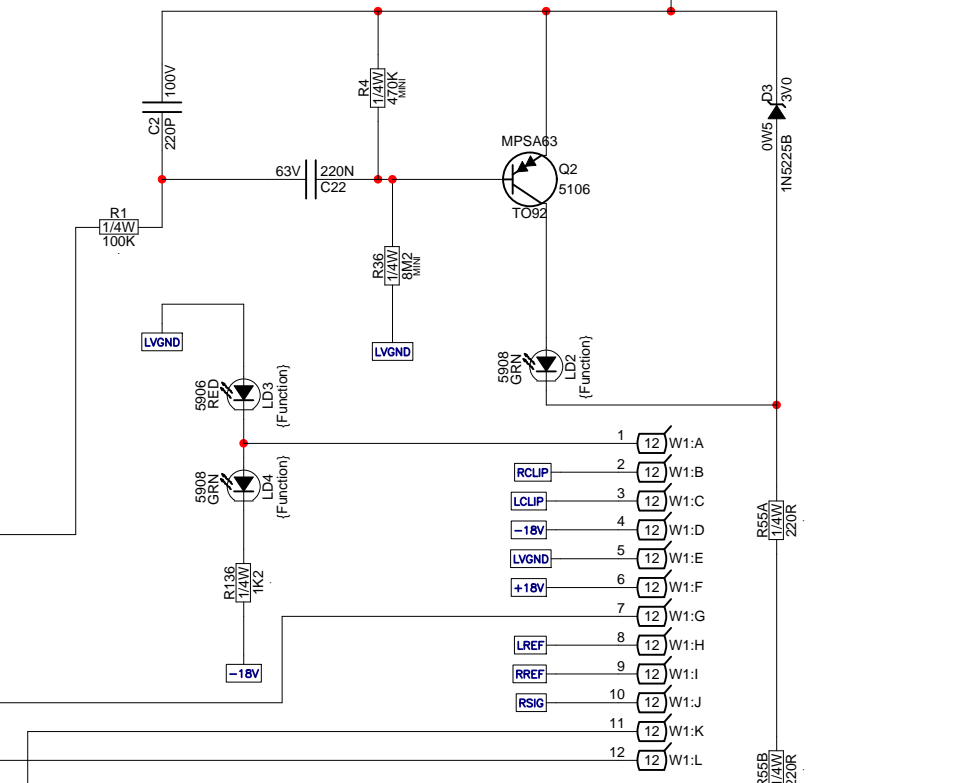 C2
220P
100V
R4
1/4W
470K
MINI
D3
3V0
0W5
1N5225B
MPSA63
Q2
5106
TO92
63V
220N
C22
R1
1/4W
100K
R36
1/4W
8M2
MINI
LVGND
LVGND
5908
GRN
LD2
{Function}
5906
RED
LD3
{Function}
5908
GRN
LD4
{Function}
R136
1/4W
1K2
-18V
1 12 W1:A
RCLIP 2 12 W1:B
LCLIP 3 12 W1:C
-18V 4 12 W1:D
LVGND 5 12 W1:E
+18V 6 12 W1:F
7 12 W1:G
LREF 8 12 W1:H
RREF 9 12 W1:I
RSIG 10 12 W1:J
11 12 W1:K
12 12 W1:L
R55A
1/4W
220R
R55B
1/4W
220R